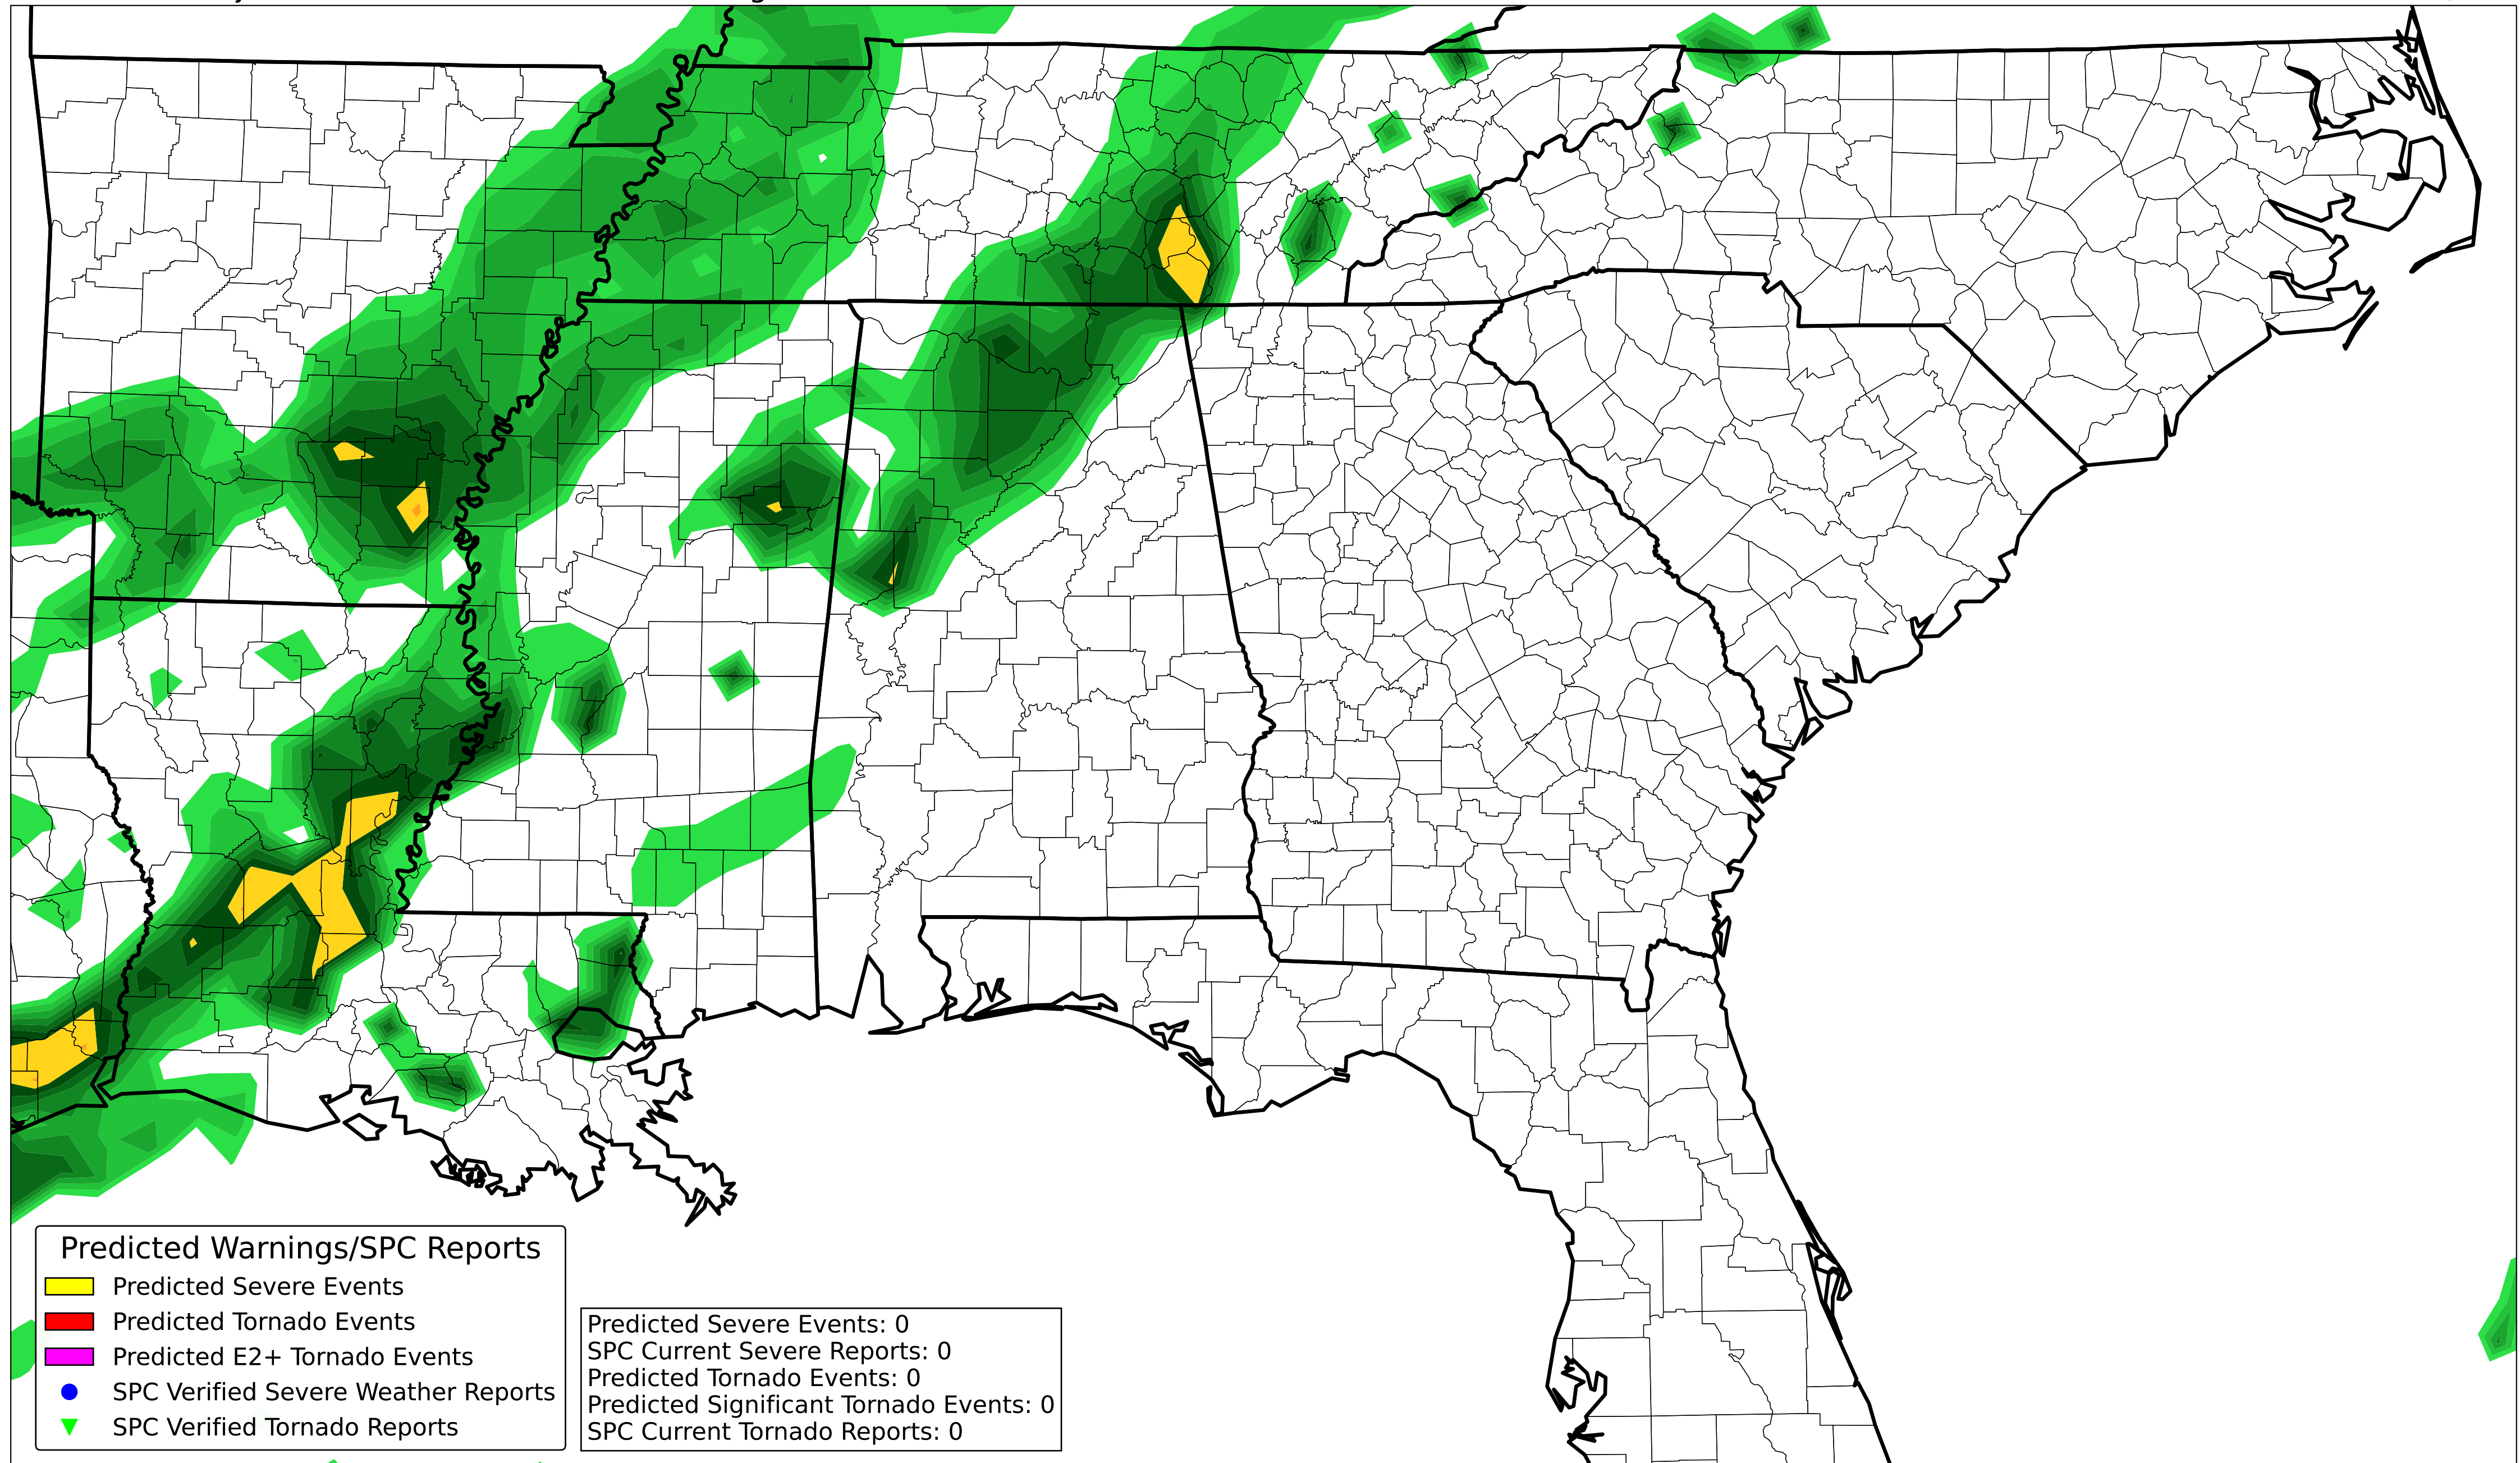 Predicted Warnings/SPC Reports
Predicted Severe Events
Predicted Tornado Events
Predicted E2+ Tornado Events
SPC Verified Severe Weather Reports
SPC Verified Tornado Reports
Predicted Severe Events: 0
SPC Current Severe Reports: 0
Predicted Tornado Events: 0
Predicted Significant Tornado Events: 0
SPC Current Tornado Reports: 0